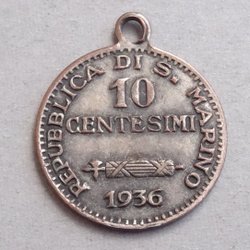 REPUBBLICA DI S. MARINO
10
CENTESIMI
1936